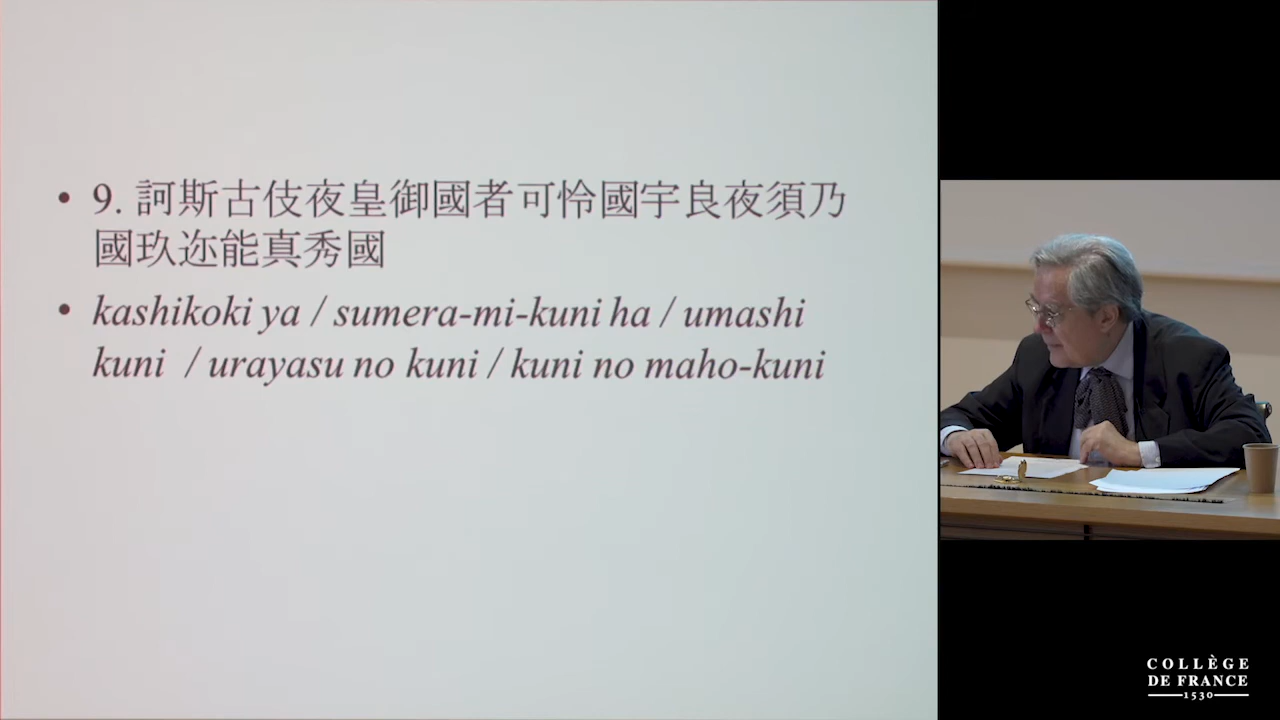 • 9. 訶斯古伎夜皇御國者可怜國宇良夜須乃
國玖迩能真秀國
• kashikoki ya / sumera-mi-kuni ha / umashi
kuni / urayasu no kuni / kuni no maho-kuni
COLLÈGE
DE FRANCE
1530